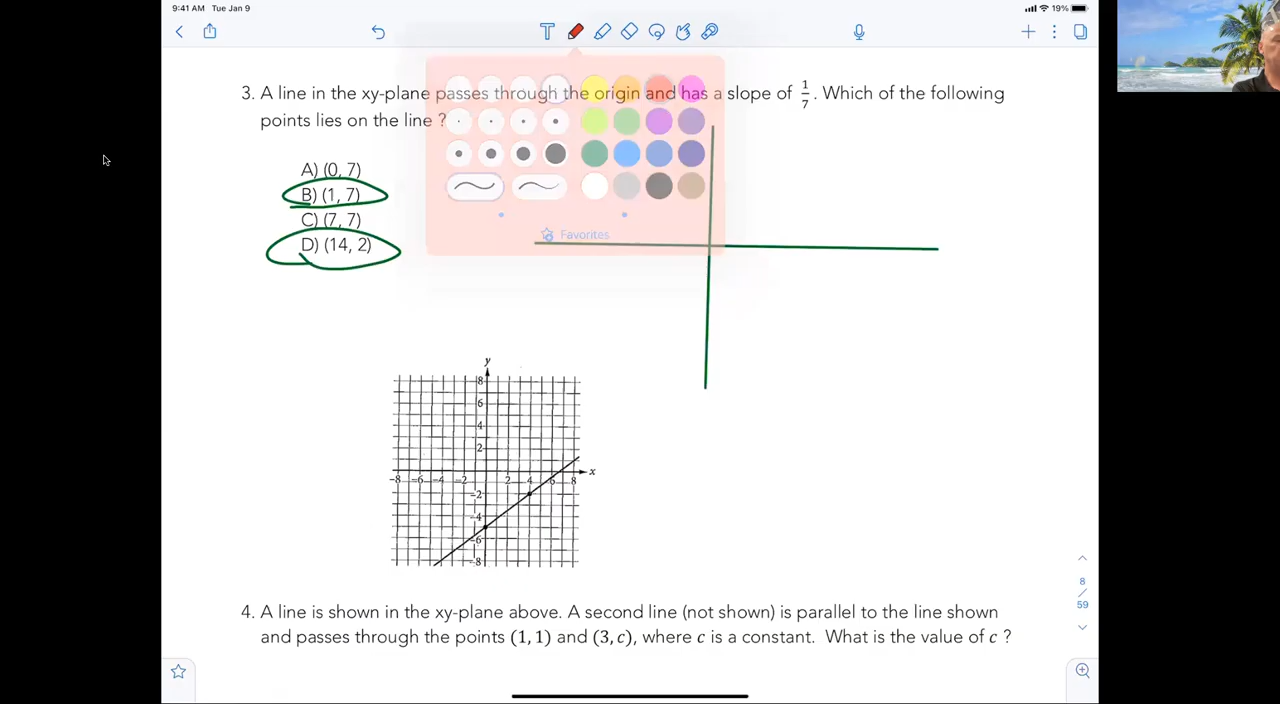 9:41 AM Tue Jan 9
19%
3. A line in the xy-plane passes through the origin and has a slope of 1/7. Which of the following
points lies on the line ?
A) (0, 7)
B) (1, 7)
C) (7, 7)
D) (14, 2)
Favorites
y
8
6
4
2
-8 -6 -4 -2 2 4 6 8 x
-2
-4
-6
-8
8
/
59
4. A line is shown in the xy-plane above. A second line (not shown) is parallel to the line shown
and passes through the points (1, 1) and (3, c), where c is a constant. What is the value of c ?